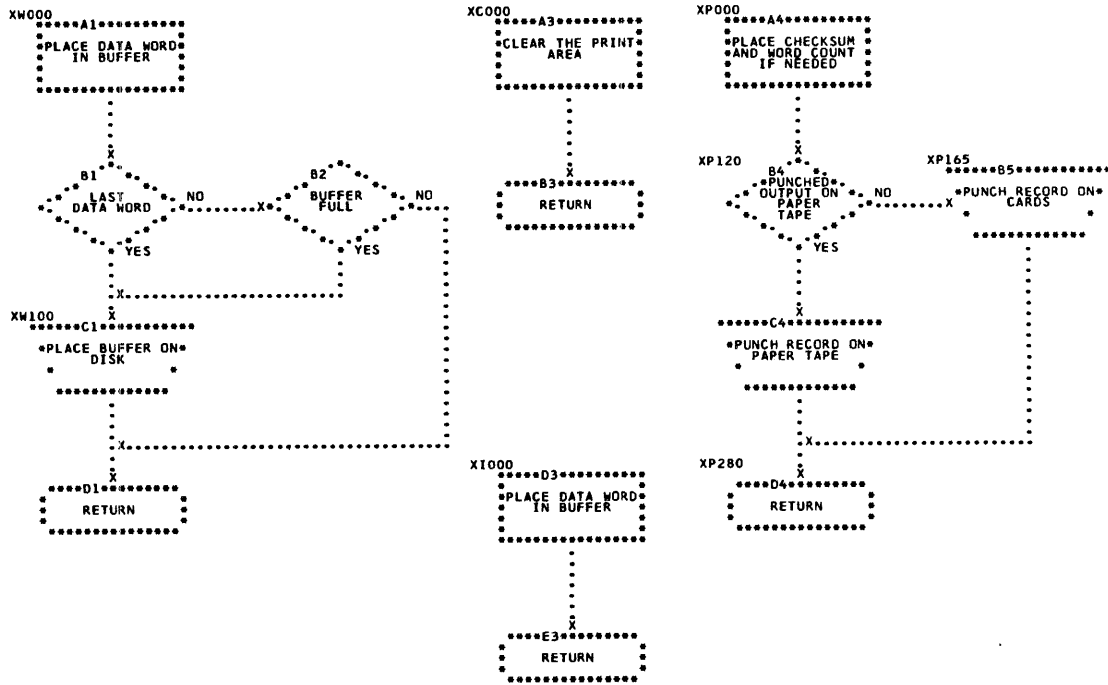 XW000
A1
PLACE DATA WORD
IN BUFFER
B1
LAST
DATA WORD
NO
YES
B2
BUFFER
FULL
NO
YES
XW100
C1
PLACE BUFFER ON
DISK
D1
RETURN
XC000
A3
CLEAR THE PRINT
AREA
B3
RETURN
XI000
D3
PLACE DATA WORD
IN BUFFER
E3
RETURN
XP000
A4
PLACE CHECKSUM
AND WORD COUNT
IF NEEDED
XP120
B4
PUNCHED
OUTPUT ON
PAPER
TAPE
NO
YES
XP165
B5
PUNCH RECORD ON
CARDS
C4
PUNCH RECORD ON
PAPER TAPE
XP280
D4
RETURN